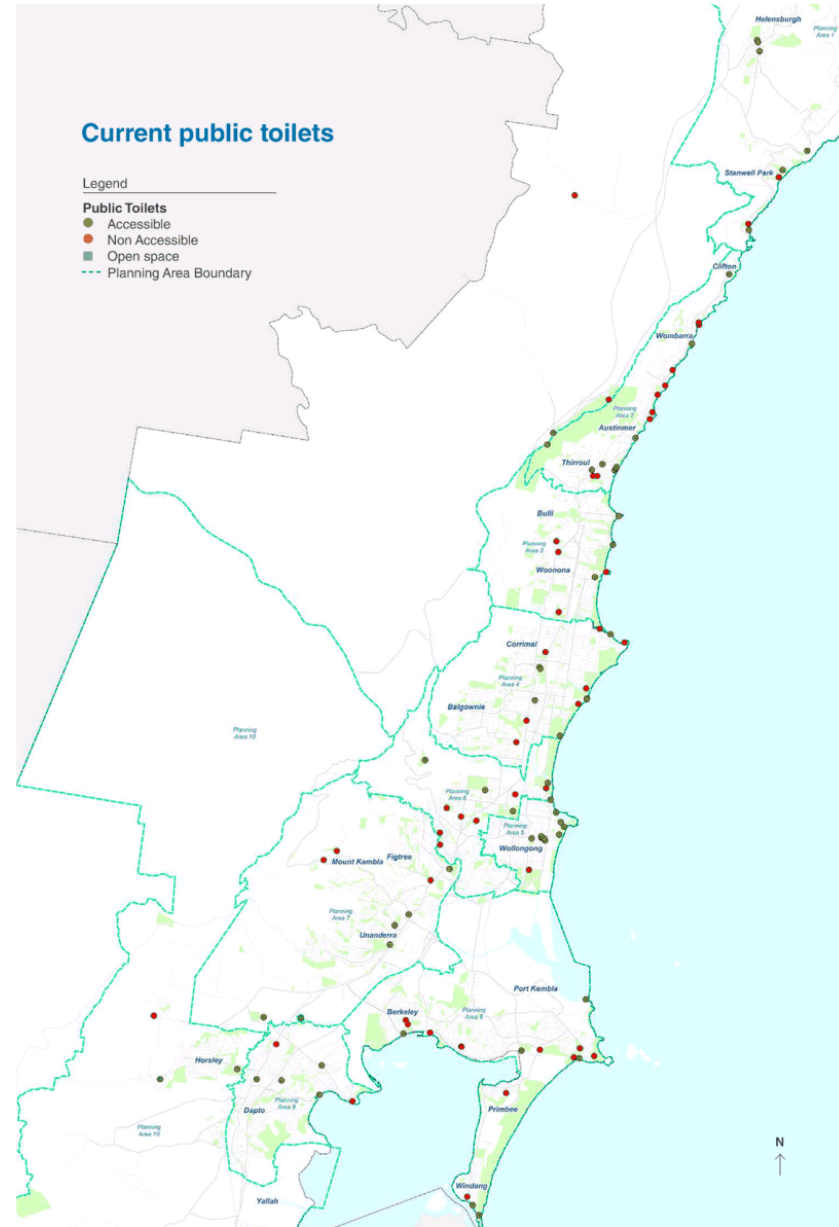 Helensburgh
Planning
Area 1
Current public toilets
Legend
Public Toilets
Accessible
Non Accessible
Open space
Planning Area Boundary
Stanwell Park
Clifton
Wombarra
Planning
Area 2
Austinmer
Thirroul
Bulli
Planning
Area 3
Woonona
Corrimal
Planning
Area 4
Balgownie
Planning
Area 10
Planning
Area 6
Planning
Area 5
Wollongong
Mount Kembla
Figtree
Planning
Area 7
Unanderra
Port Kembla
Berkeley
Planning
Area 8
Horsley
Dapto
Planning
Area 9
Planning
Area 10
Primbee
N
Windang
Yallah